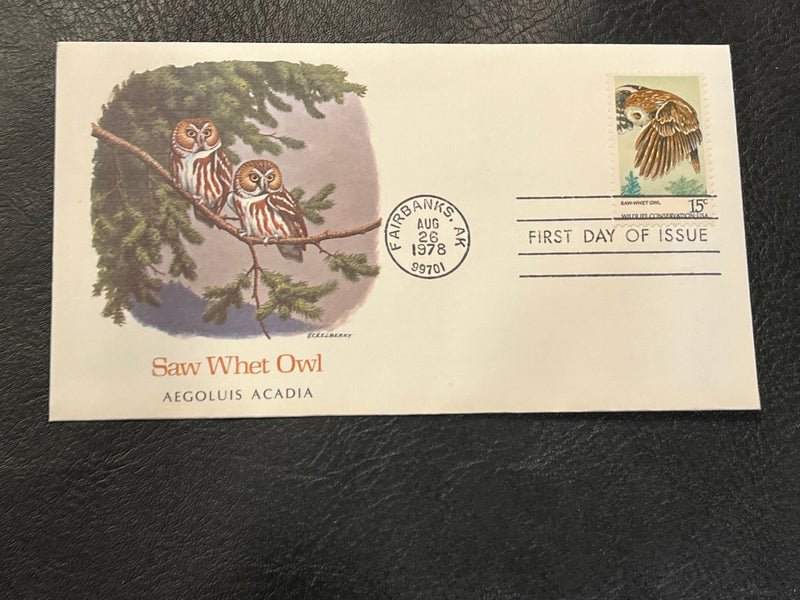 ECKELBERRY
Saw Whet Owl
AEGOLUIS ACADIA
FAIRBANKS, AK
AUG
26
1978
99701
SAW-WHET OWL
15c
WILDLIFE CONSERVATION USA
FIRST DAY OF ISSUE